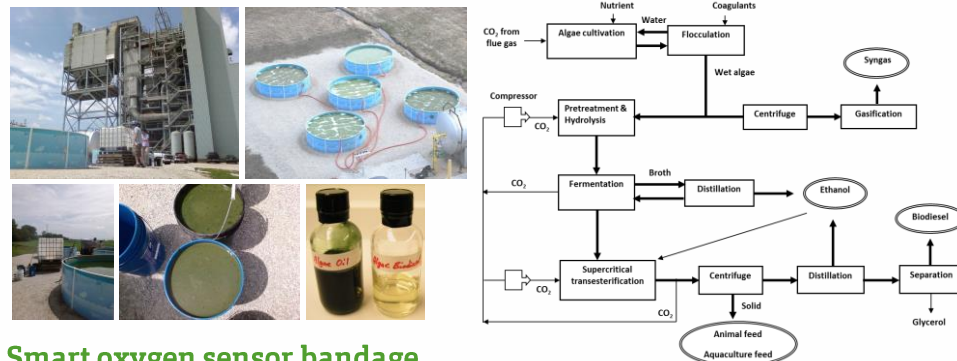 Nutrient
Coagulants
CO2 from
flue gas
Algae cultivation
Water
Flocculation
Wet algae
Syngas
Compressor
CO2
Pretreatment &
Hydrolysis
Centrifuge
Gasification
CO2
Fermentation
Broth
Distillation
Ethanol
Biodiesel
CO2
Supercritical
transesterification
Centrifuge
Distillation
Separation
CO2
Solid
Glycerol
Animal feed
Aquaculture feed
Algae Oil
Algae Biodiesel
Smart oxygen sensor bandage